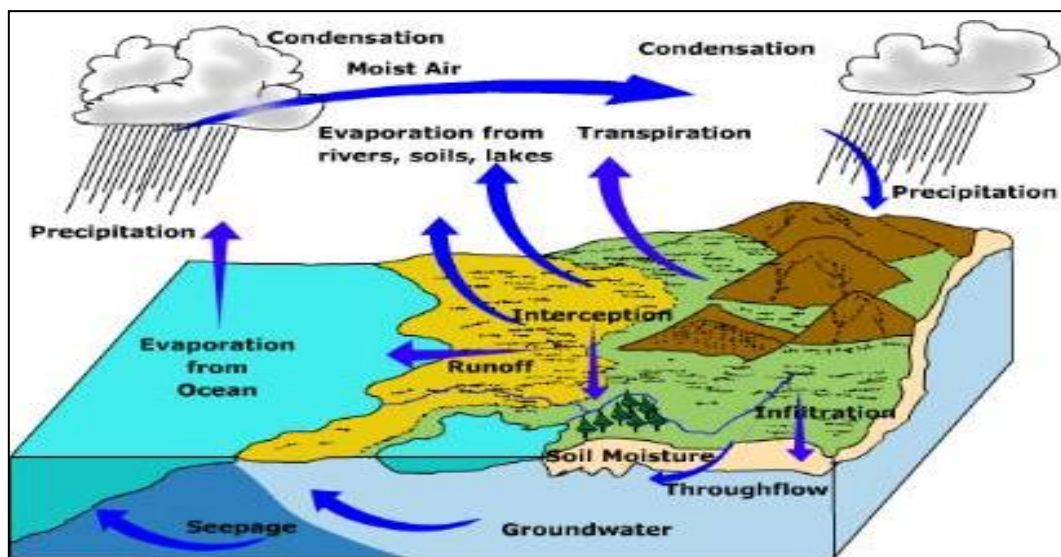 Condensation
Condensation
Moist Air
Evaporation from
rivers, soils, lakes
Transpiration
Precipitation
Precipitation
Interception
Evaporation
from
Ocean
Runoff
Infiltration
Soil Moisture
Throughflow
Seepage
Groundwater